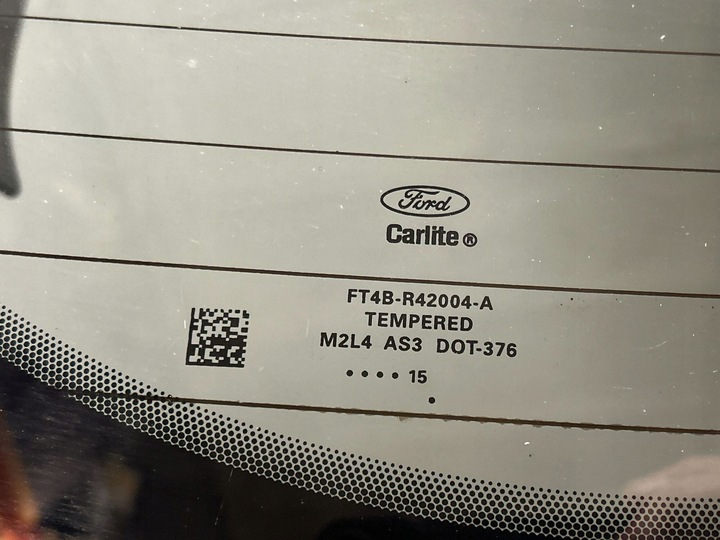 Ford
Carlite®
FT4B-R42004-A
TEMPERED
M2L4 AS3 DOT-376
•••• 15
•